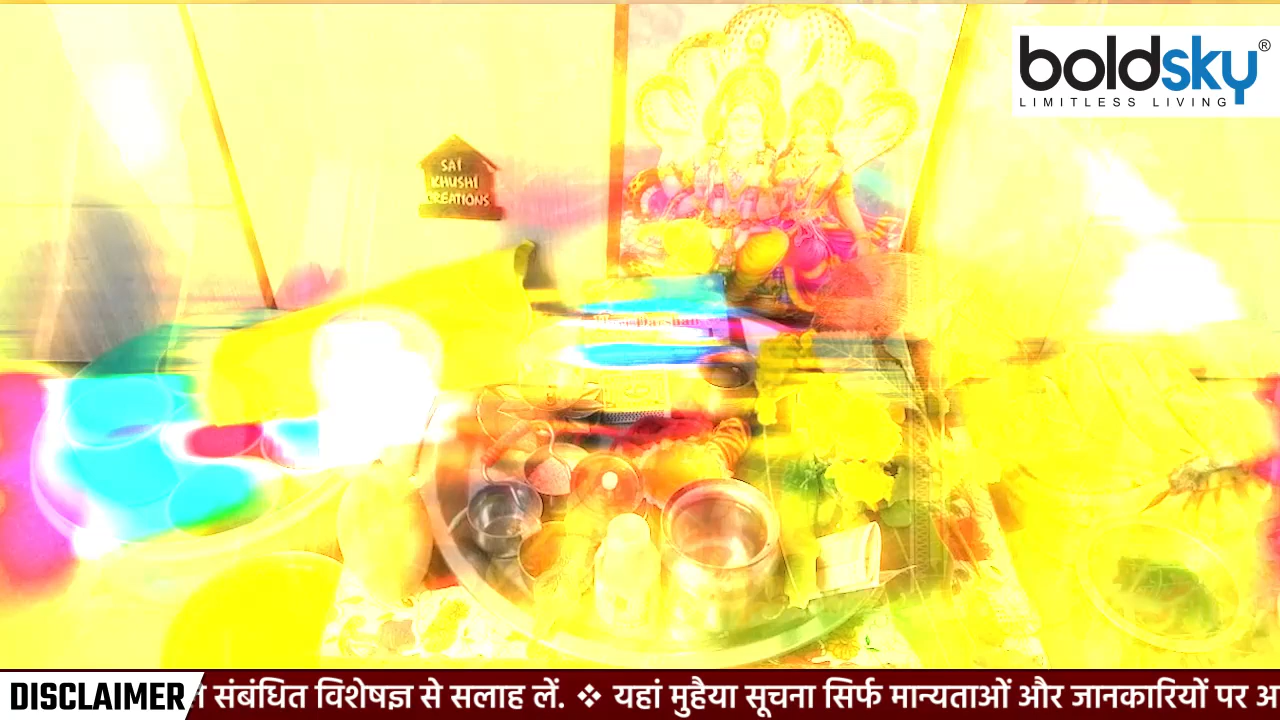 boldsky®
LIMITLESS LIVING
SAI
KHUSHI
CREATIONS
DISCLAIMER संबंधित विशेषज्ञ से सलाह लें. ❖ यहां मुहैया सूचना सिर्फ मान्यताओं और जानकारियों पर